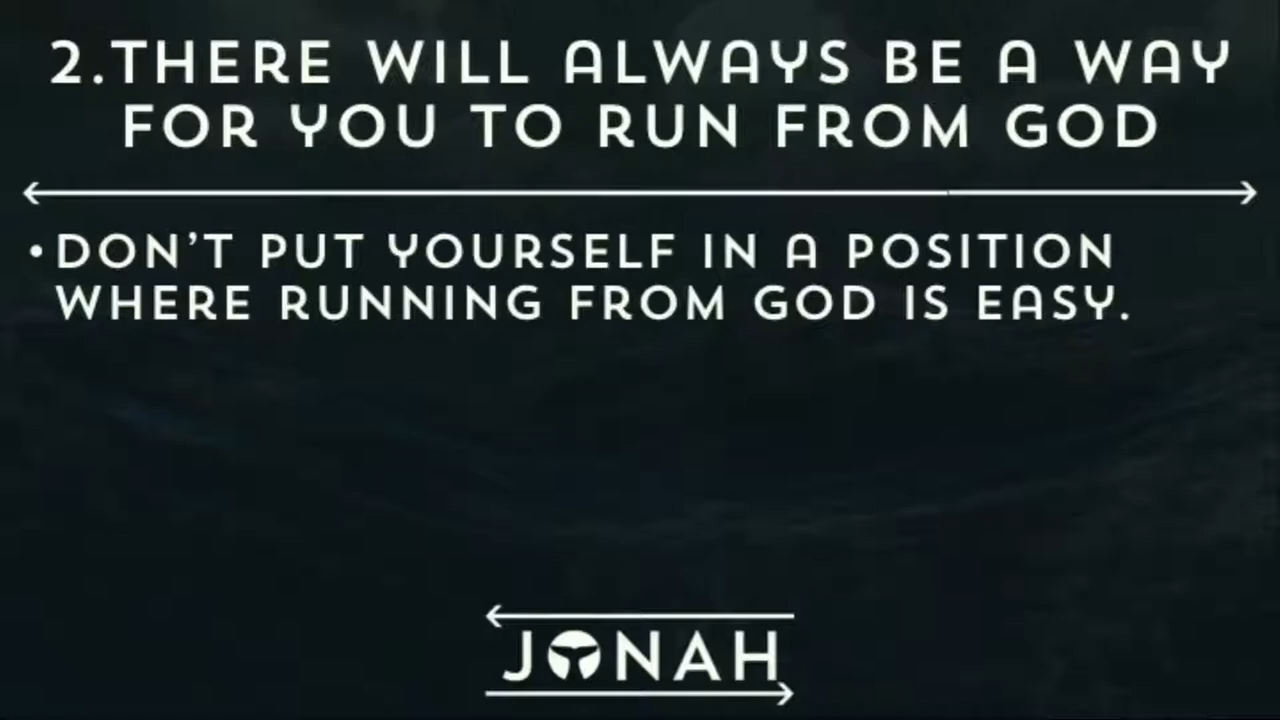 2.THERE WILL ALWAYS BE A WAY
FOR YOU TO RUN FROM GOD
•DON'T PUT YOURSELF IN A POSITION
WHERE RUNNING FROM GOD IS EASY.
JONAH